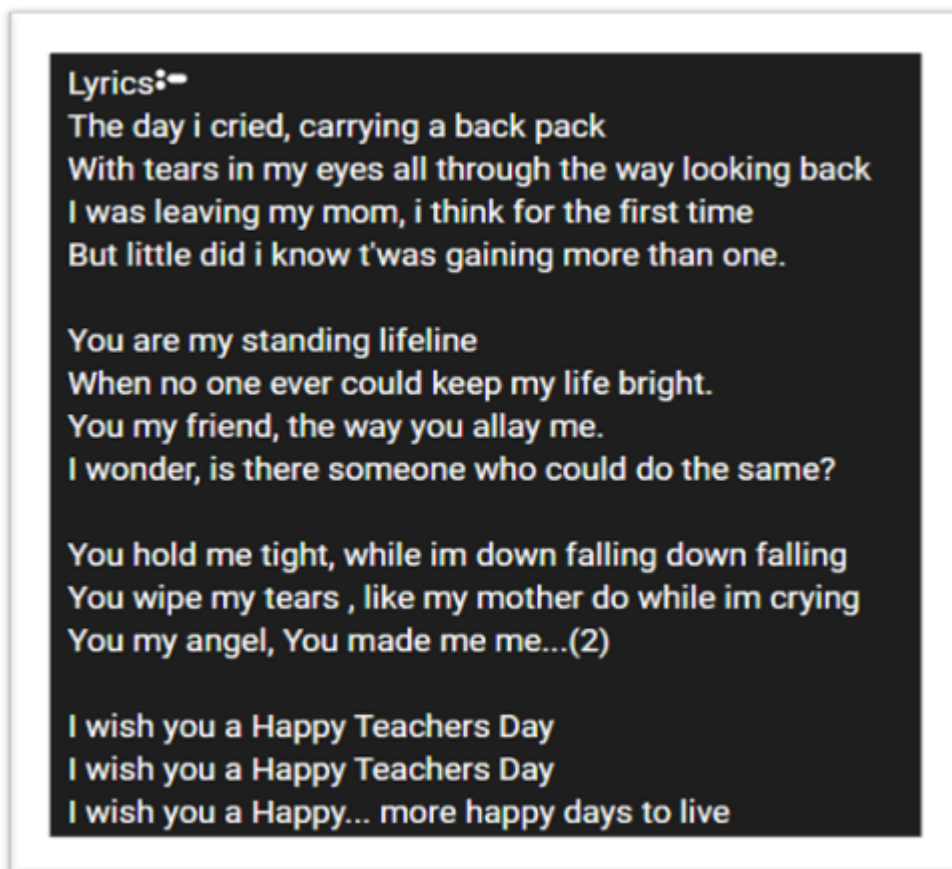 Lyrics:-
The day i cried, carrying a back pack
With tears in my eyes all through the way looking back
I was leaving my mom, i think for the first time
But little did i know t'was gaining more than one.

You are my standing lifeline
When no one ever could keep my life bright.
You my friend, the way you allay me.
I wonder, is there someone who could do the same?

You hold me tight, while im down falling down falling
You wipe my tears , like my mother do while im crying
You my angel, You made me me...(2)

I wish you a Happy Teachers Day
I wish you a Happy Teachers Day
I wish you a Happy... more happy days to live